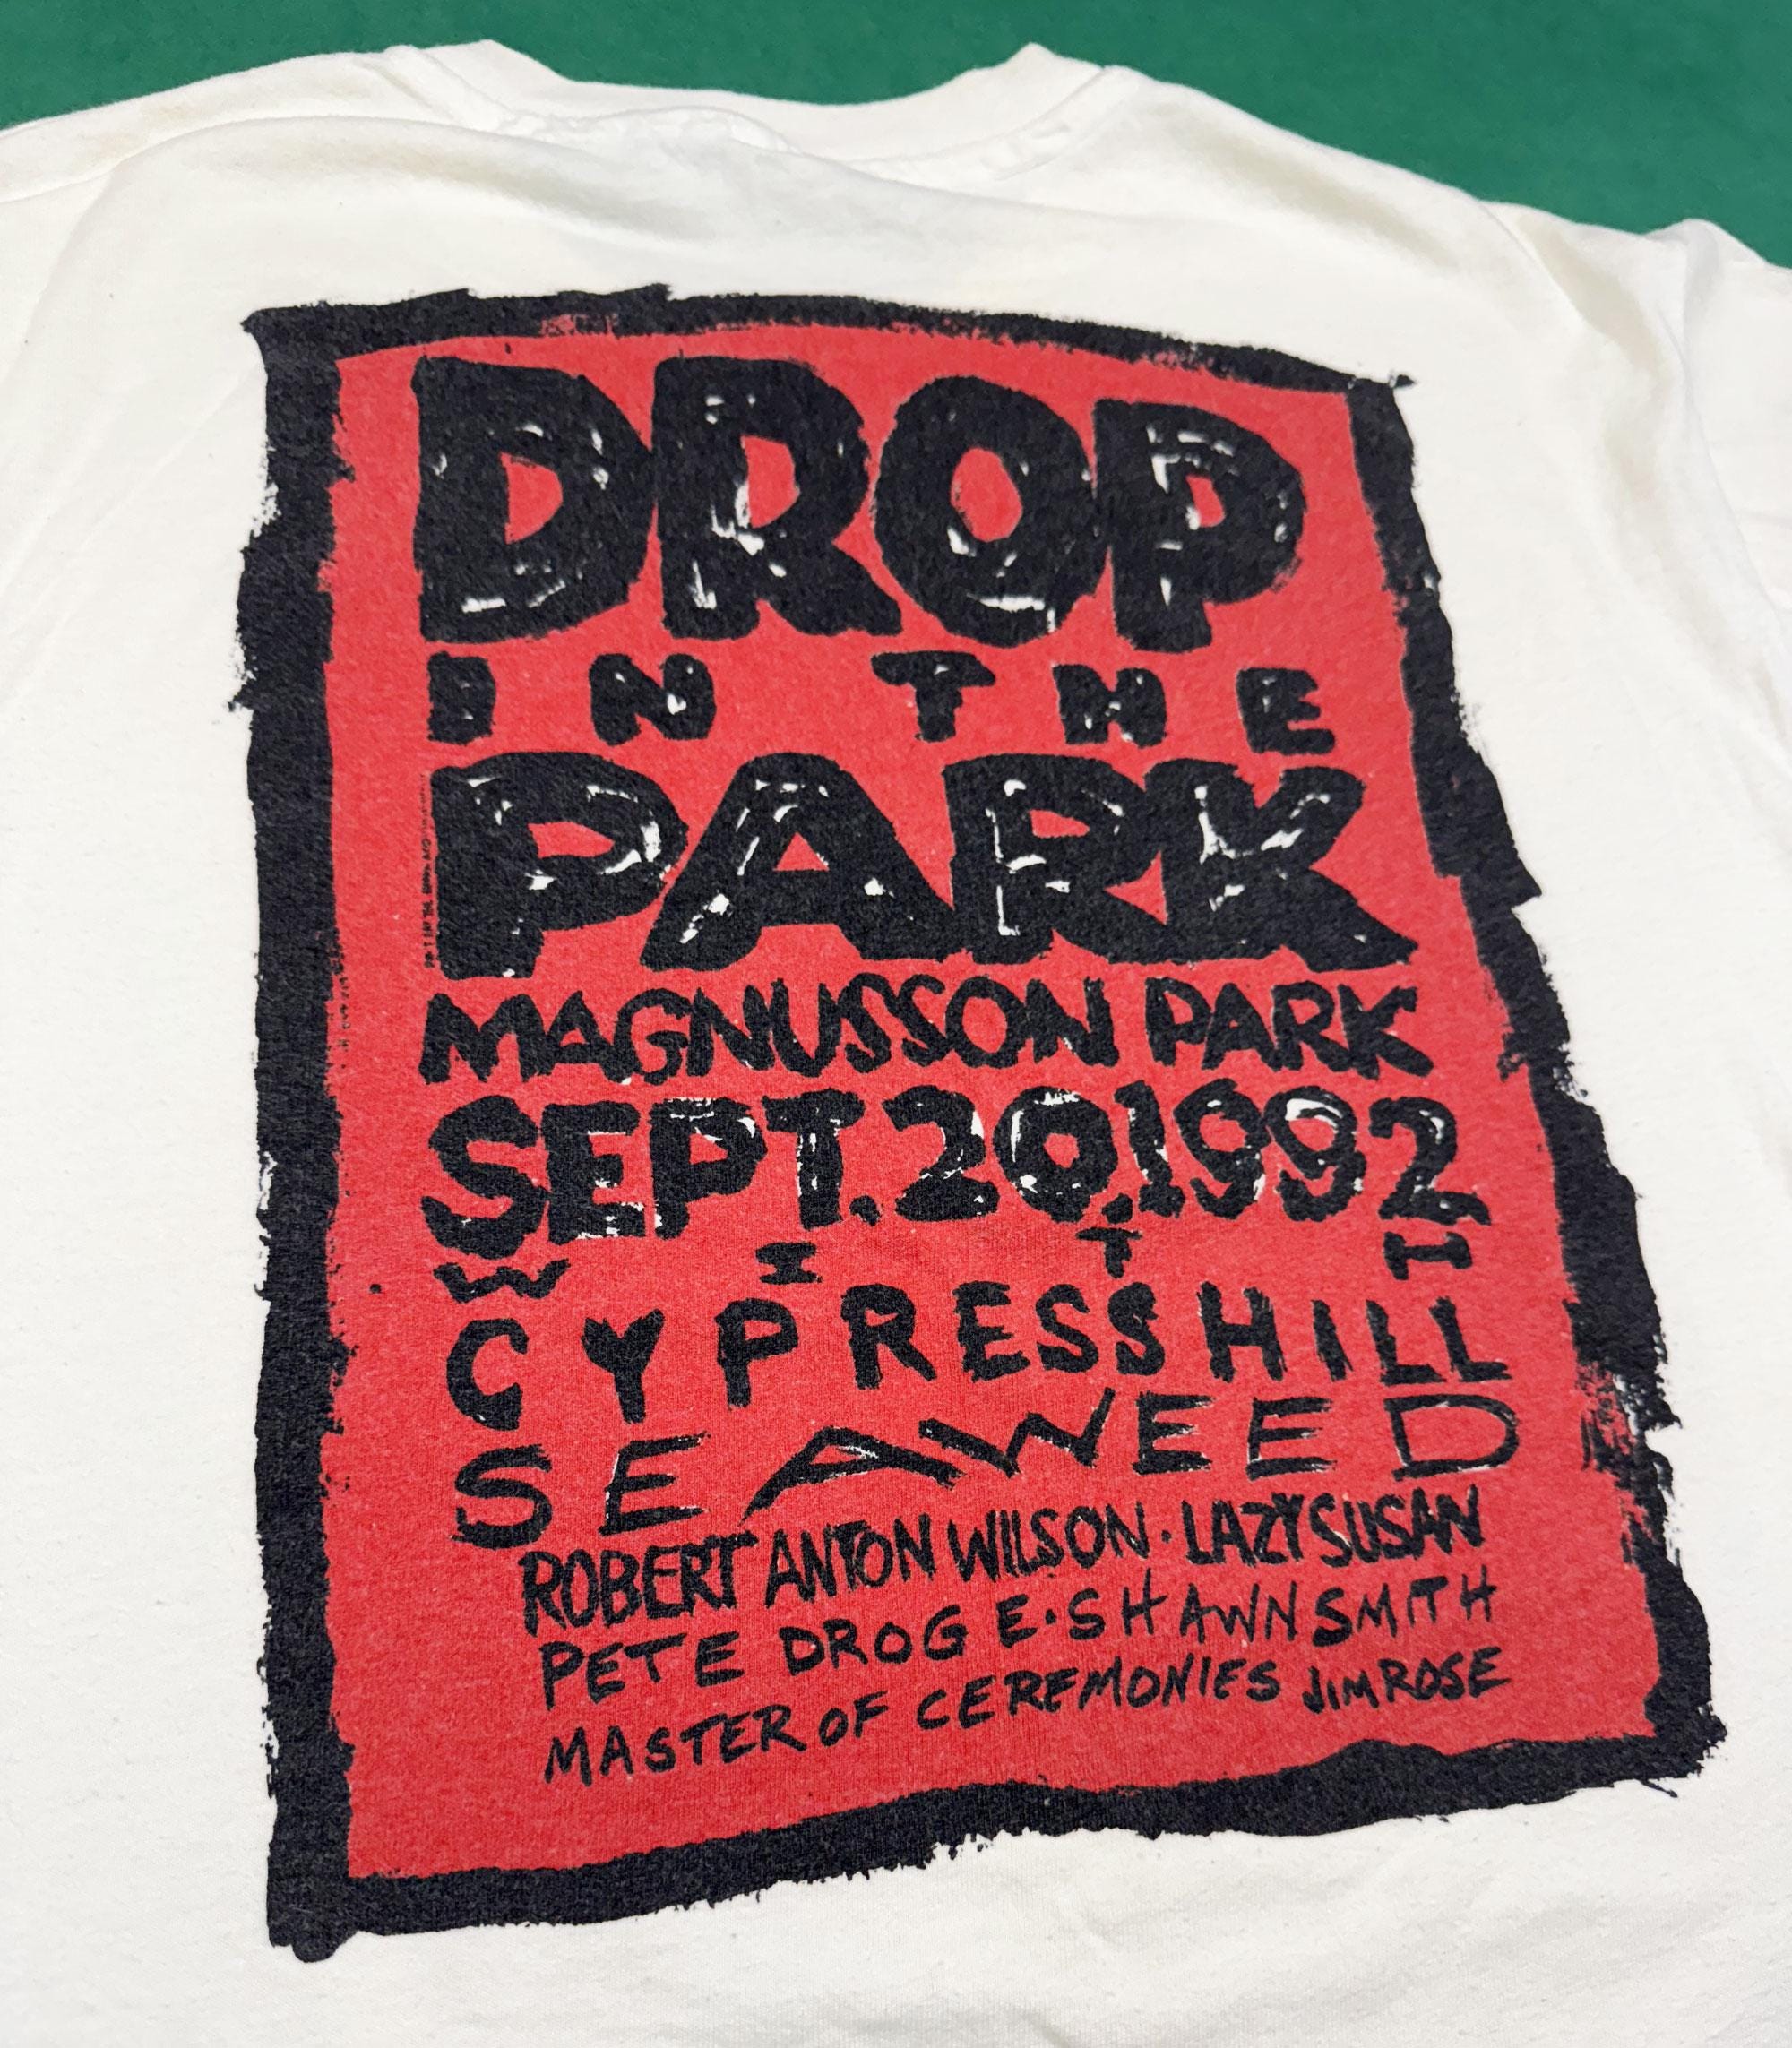 DROP
IN THE
PARK
MAGNUSSON PARK
SEPT. 20, 1992
WITH
CYPRESS HILL
SEAWEED
ROBERT ANTON WILSON · LAZY SUSAN
PETE DROGE · SHAWN SMITH
MASTER OF CEREMONIES JIM ROSE